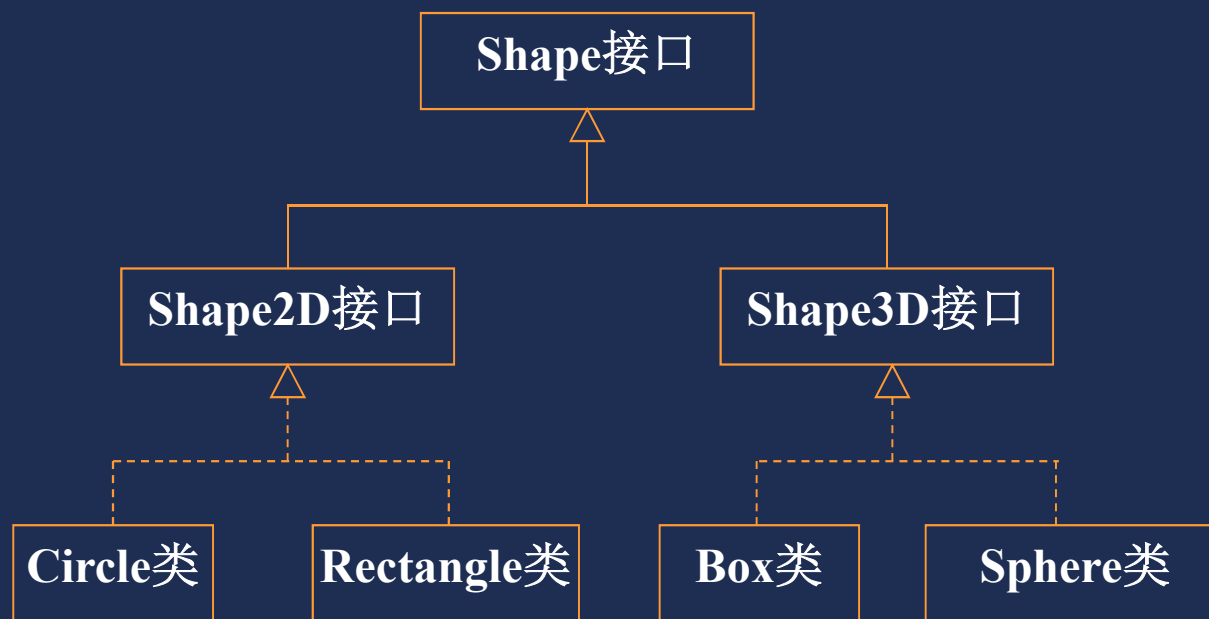 Shape接口
Shape2D接口
Shape3D接口
Circle类
Rectangle类
Box类
Sphere类